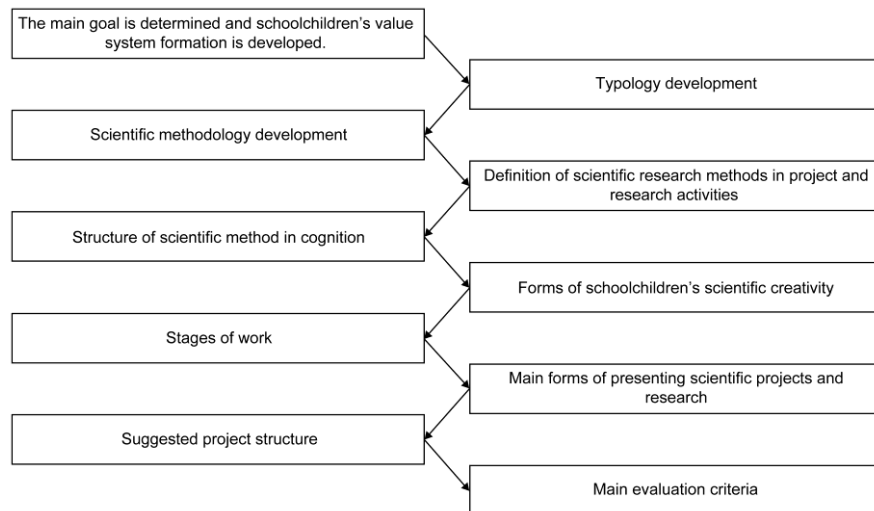 The main goal is determined and schoolchildren’s value
system formation is developed.
Typology development
Scientific methodology development
Definition of scientific research methods in project and
research activities
Structure of scientific method in cognition
Forms of schoolchildren’s scientific creativity
Stages of work
Main forms of presenting scientific projects and
research
Suggested project structure
Main evaluation criteria